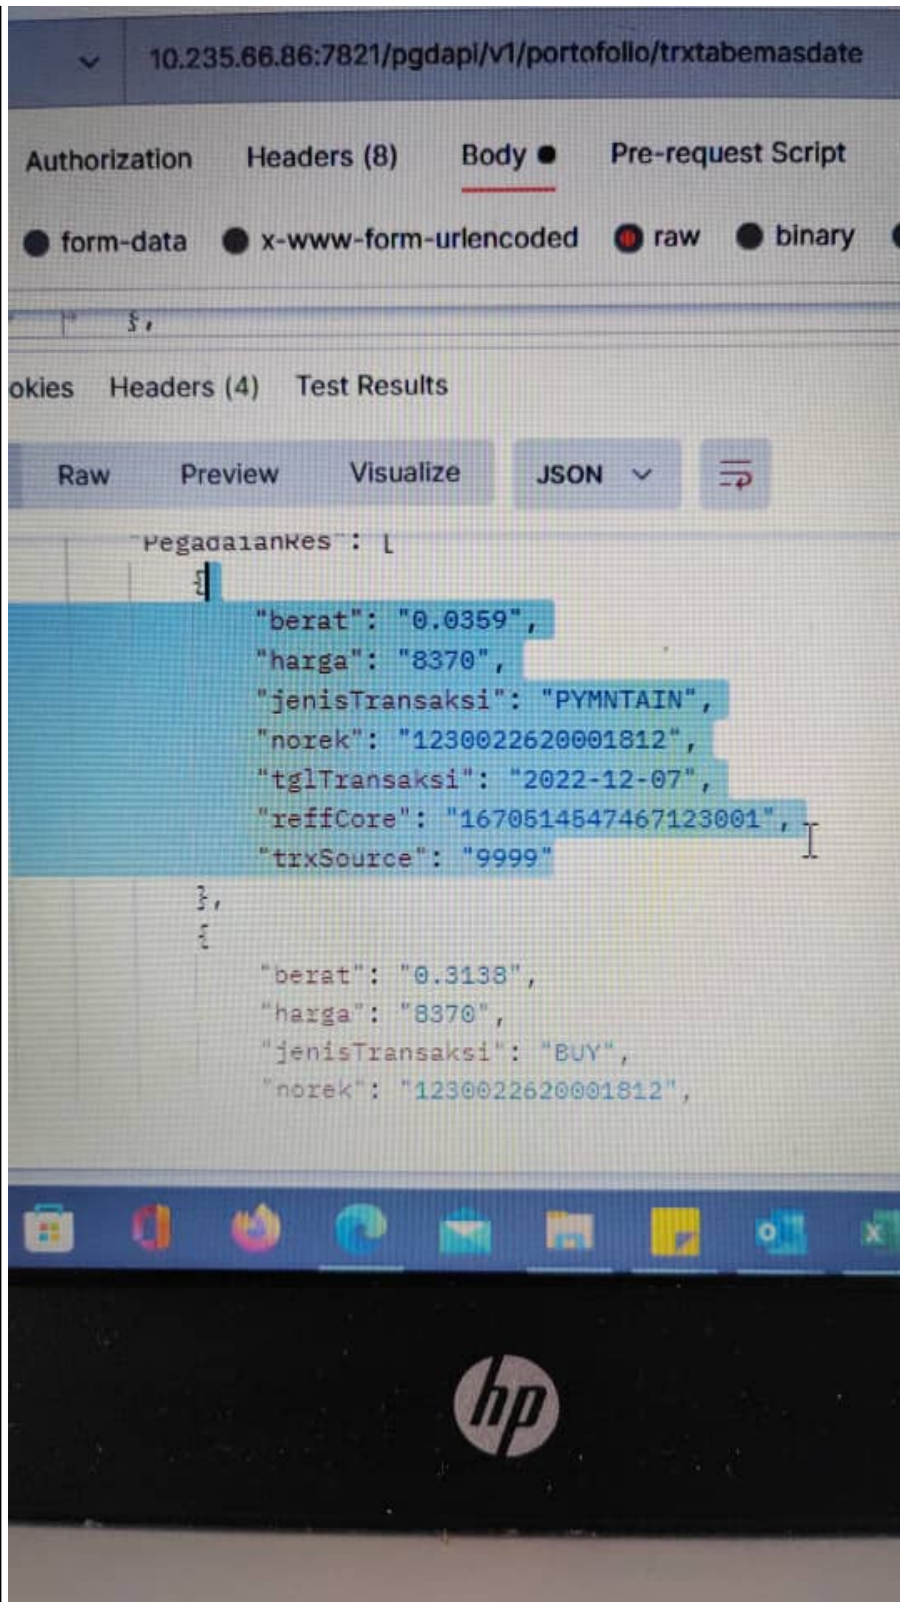 10.235.66.86:7821/pgdapi/v1/portofolio/trxtabemasdate
Authorization Headers (8) Body Pre-request Script
form-data x-www-form-urlencoded raw binary
},
okies Headers (4) Test Results
Raw Preview Visualize JSON
"PegadaianRes": [
{
"berat": "0.0359",
"harga": "8370",
"jenisTransaksi": "PYMNTAIN",
"norek": "1230022620001812",
"tglTransaksi": "2022-12-07",
"reffCore": "1670514547467123001",
"trxSource": "9999"
},
{
"berat": "0.3138",
"harga": "8370",
"jenisTransaksi": "BUY",
"norek": "1230022620001812",
hp